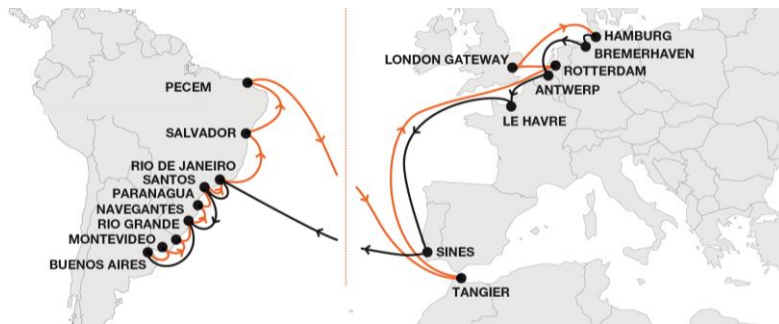 PECEM
SALVADOR
RIO DE JANEIRO
SANTOS
PARANAGUA
NAVEGANTES
RIO GRANDE
MONTEVIDEO
BUENOS AIRES
HAMBURG
BREMERHAVEN
LONDON GATEWAY
ROTTERDAM
ANTWERP
LE HAVRE
SINES
TANGIER